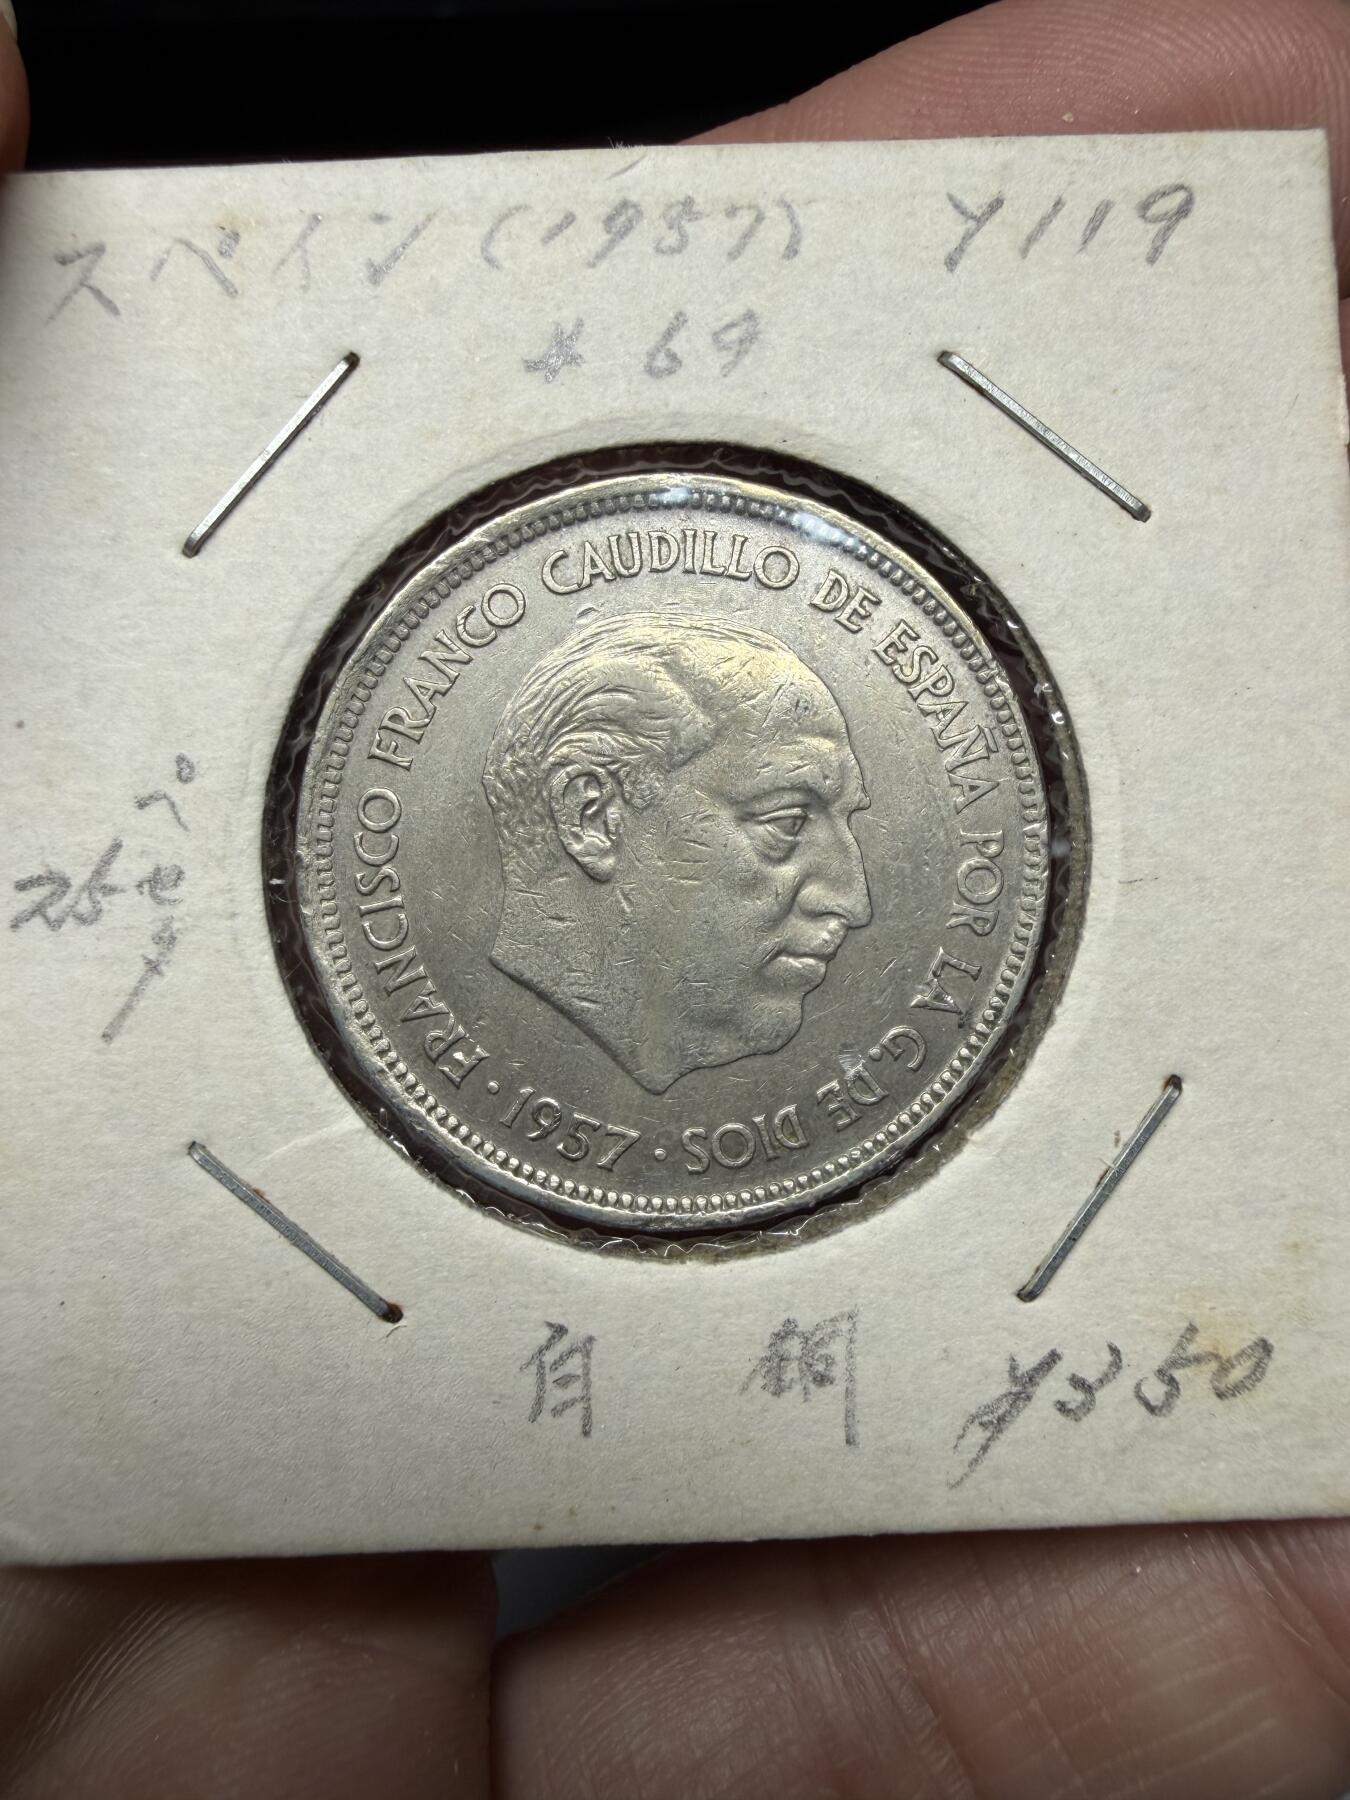 スペイン (1957) Y119
*69
25ペセタ
FRANCISCO FRANCO CAUDILLO DE ESPAÑA POR LA G. DE DIOS · 1957 ·
白銅 ¥350